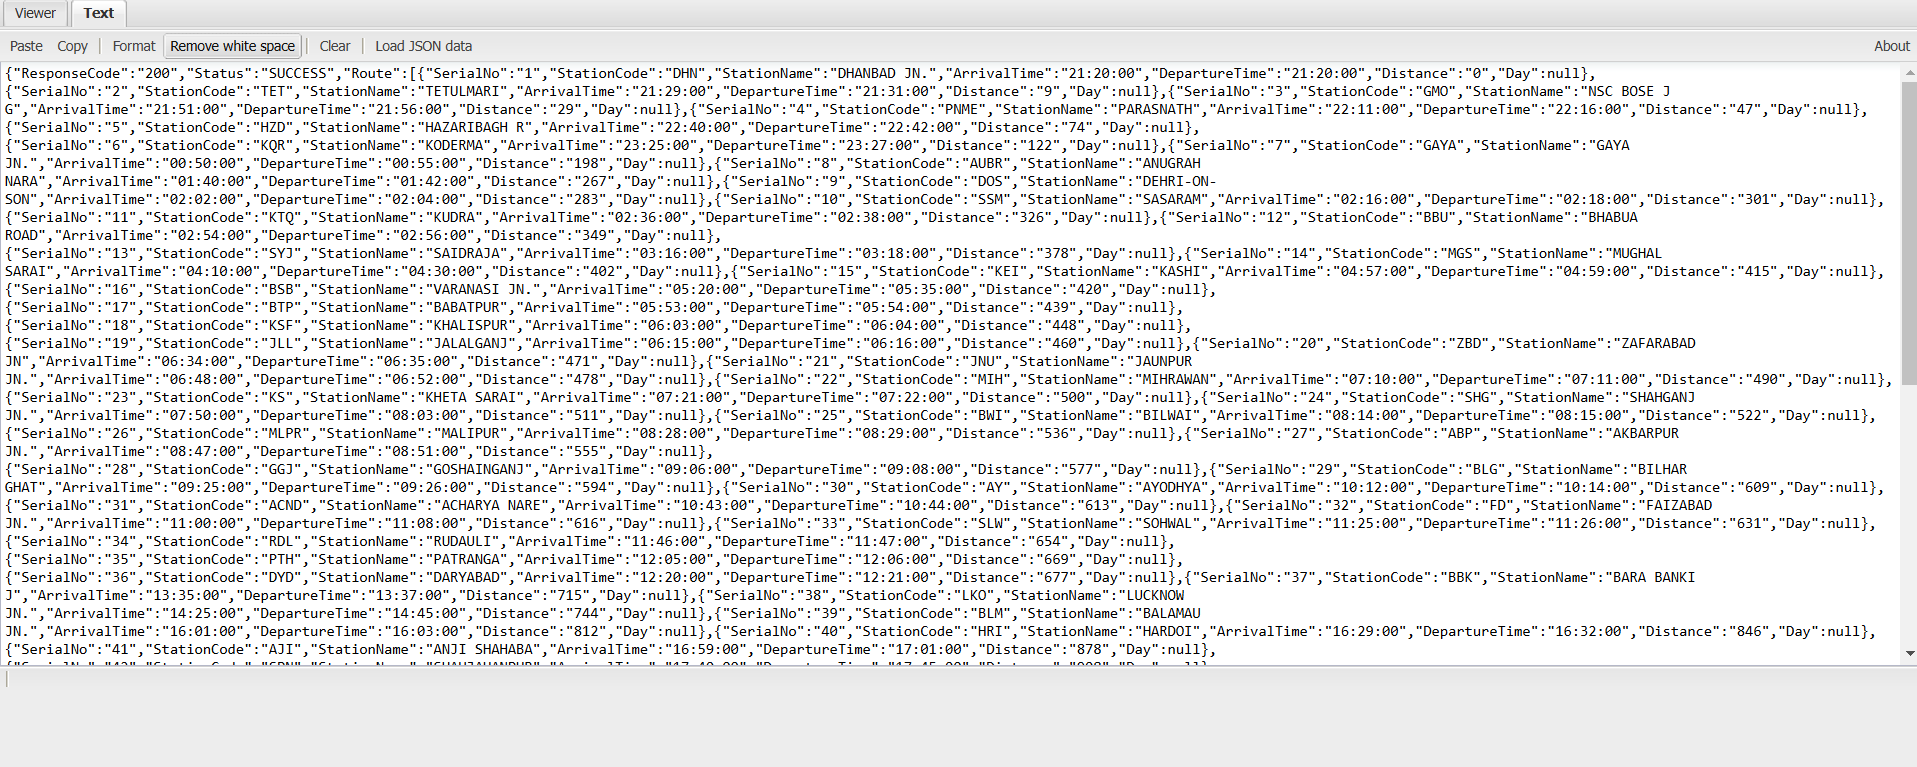 Viewer Text
Paste Copy Format Remove white space Clear Load JSON data About
{"ResponseCode":"200","Status":"SUCCESS","Route":[{"SerialNo":"1","StationCode":"DHN","StationName":"DHANBAD JN.","ArrivalTime":"21:20:00","DepartureTime":"21:20:00","Distance":"0","Day":null},
{"SerialNo":"2","StationCode":"TET","StationName":"TETULMARI","ArrivalTime":"21:29:00","DepartureTime":"21:31:00","Distance":"9","Day":null},{"SerialNo":"3","StationCode":"GMO","StationName":"NSC BOSE J
G","ArrivalTime":"21:51:00","DepartureTime":"21:56:00","Distance":"29","Day":null},{"SerialNo":"4","StationCode":"PNME","StationName":"PARASNATH","ArrivalTime":"22:11:00","DepartureTime":"22:16:00","Distance":"47","Day":null},
{"SerialNo":"5","StationCode":"HZD","StationName":"HAZARIBAGH R","ArrivalTime":"22:40:00","DepartureTime":"22:42:00","Distance":"74","Day":null},
{"SerialNo":"6","StationCode":"KQR","StationName":"KODERMA","ArrivalTime":"23:25:00","DepartureTime":"23:27:00","Distance":"122","Day":null},{"SerialNo":"7","StationCode":"GAYA","StationName":"GAYA
JN.","ArrivalTime":"00:50:00","DepartureTime":"00:55:00","Distance":"198","Day":null},{"SerialNo":"8","StationCode":"AUBR","StationName":"ANUGRAH
NARA","ArrivalTime":"01:40:00","DepartureTime":"01:42:00","Distance":"267","Day":null},{"SerialNo":"9","StationCode":"DOS","StationName":"DEHRI-ON-
SON","ArrivalTime":"02:02:00","DepartureTime":"02:04:00","Distance":"283","Day":null},{"SerialNo":"10","StationCode":"SSM","StationName":"SASARAM","ArrivalTime":"02:16:00","DepartureTime":"02:18:00","Distance":"301","Day":null},
{"SerialNo":"11","StationCode":"KTQ","StationName":"KUDRA","ArrivalTime":"02:36:00","DepartureTime":"02:38:00","Distance":"326","Day":null},{"SerialNo":"12","StationCode":"BBU","StationName":"BHABUA
ROAD","ArrivalTime":"02:54:00","DepartureTime":"02:56:00","Distance":"349","Day":null},
{"SerialNo":"13","StationCode":"SYJ","StationName":"SAIDRAJA","ArrivalTime":"03:16:00","DepartureTime":"03:18:00","Distance":"378","Day":null},{"SerialNo":"14","StationCode":"MGS","StationName":"MUGHAL
SARAI","ArrivalTime":"04:10:00","DepartureTime":"04:30:00","Distance":"402","Day":null},{"SerialNo":"15","StationCode":"KEI","StationName":"KASHI","ArrivalTime":"04:57:00","DepartureTime":"04:59:00","Distance":"415","Day":null},
{"SerialNo":"16","StationCode":"BSB","StationName":"VARANASI JN.","ArrivalTime":"05:20:00","DepartureTime":"05:35:00","Distance":"420","Day":null},
{"SerialNo":"17","StationCode":"BTP","StationName":"BABATPUR","ArrivalTime":"05:53:00","DepartureTime":"05:54:00","Distance":"439","Day":null},
{"SerialNo":"18","StationCode":"KSF","StationName":"KHALISPUR","ArrivalTime":"06:03:00","DepartureTime":"06:04:00","Distance":"448","Day":null},
{"SerialNo":"19","StationCode":"JLL","StationName":"JALALGANJ","ArrivalTime":"06:15:00","DepartureTime":"06:16:00","Distance":"460","Day":null},{"SerialNo":"20","StationCode":"ZBD","StationName":"ZAFARABAD
JN","ArrivalTime":"06:34:00","DepartureTime":"06:35:00","Distance":"471","Day":null},{"SerialNo":"21","StationCode":"JNU","StationName":"JAUNPUR
JN.","ArrivalTime":"06:48:00","DepartureTime":"06:52:00","Distance":"478","Day":null},{"SerialNo":"22","StationCode":"MIH","StationName":"MIHRAWAN","ArrivalTime":"07:10:00","DepartureTime":"07:11:00","Distance":"490","Day":null},
{"SerialNo":"23","StationCode":"KS","StationName":"KHETA SARAI","ArrivalTime":"07:21:00","DepartureTime":"07:22:00","Distance":"500","Day":null},{"SerialNo":"24","StationCode":"SHG","StationName":"SHAHGANJ
JN.","ArrivalTime":"07:50:00","DepartureTime":"08:03:00","Distance":"511","Day":null},{"SerialNo":"25","StationCode":"BWI","StationName":"BILWAI","ArrivalTime":"08:14:00","DepartureTime":"08:15:00","Distance":"522","Day":null},
{"SerialNo":"26","StationCode":"MLPR","StationName":"MALIPUR","ArrivalTime":"08:28:00","DepartureTime":"08:29:00","Distance":"536","Day":null},{"SerialNo":"27","StationCode":"ABP","StationName":"AKBARPUR
JN.","ArrivalTime":"08:47:00","DepartureTime":"08:51:00","Distance":"555","Day":null},
{"SerialNo":"28","StationCode":"GGJ","StationName":"GOSHAINGANJ","ArrivalTime":"09:06:00","DepartureTime":"09:08:00","Distance":"577","Day":null},{"SerialNo":"29","StationCode":"BLG","StationName":"BILHAR
GHAT","ArrivalTime":"09:25:00","DepartureTime":"09:26:00","Distance":"594","Day":null},{"SerialNo":"30","StationCode":"AY","StationName":"AYODHYA","ArrivalTime":"10:12:00","DepartureTime":"10:14:00","Distance":"609","Day":null},
{"SerialNo":"31","StationCode":"ACND","StationName":"ACHARYA NARE","ArrivalTime":"10:43:00","DepartureTime":"10:44:00","Distance":"613","Day":null},{"SerialNo":"32","StationCode":"FD","StationName":"FAIZABAD
JN.","ArrivalTime":"11:00:00","DepartureTime":"11:08:00","Distance":"616","Day":null},{"SerialNo":"33","StationCode":"SLW","StationName":"SOHWAL","ArrivalTime":"11:25:00","DepartureTime":"11:26:00","Distance":"631","Day":null},
{"SerialNo":"34","StationCode":"RDL","StationName":"RUDAULI","ArrivalTime":"11:46:00","DepartureTime":"11:47:00","Distance":"654","Day":null},
{"SerialNo":"35","StationCode":"PTH","StationName":"PATRANGA","ArrivalTime":"12:05:00","DepartureTime":"12:06:00","Distance":"669","Day":null},
{"SerialNo":"36","StationCode":"DYD","StationName":"DARYABAD","ArrivalTime":"12:20:00","DepartureTime":"12:21:00","Distance":"677","Day":null},{"SerialNo":"37","StationCode":"BBK","StationName":"BARA BANKI
J","ArrivalTime":"13:35:00","DepartureTime":"13:37:00","Distance":"715","Day":null},{"SerialNo":"38","StationCode":"LKO","StationName":"LUCKNOW
JN.","ArrivalTime":"14:25:00","DepartureTime":"14:45:00","Distance":"744","Day":null},{"SerialNo":"39","StationCode":"BLM","StationName":"BALAMAU
JN.","ArrivalTime":"16:01:00","DepartureTime":"16:03:00","Distance":"812","Day":null},{"SerialNo":"40","StationCode":"HRI","StationName":"HARDOI","ArrivalTime":"16:29:00","DepartureTime":"16:32:00","Distance":"846","Day":null},
{"SerialNo":"41","StationCode":"AJI","StationName":"ANJI SHAHABA","ArrivalTime":"16:59:00","DepartureTime":"17:01:00","Distance":"878","Day":null},